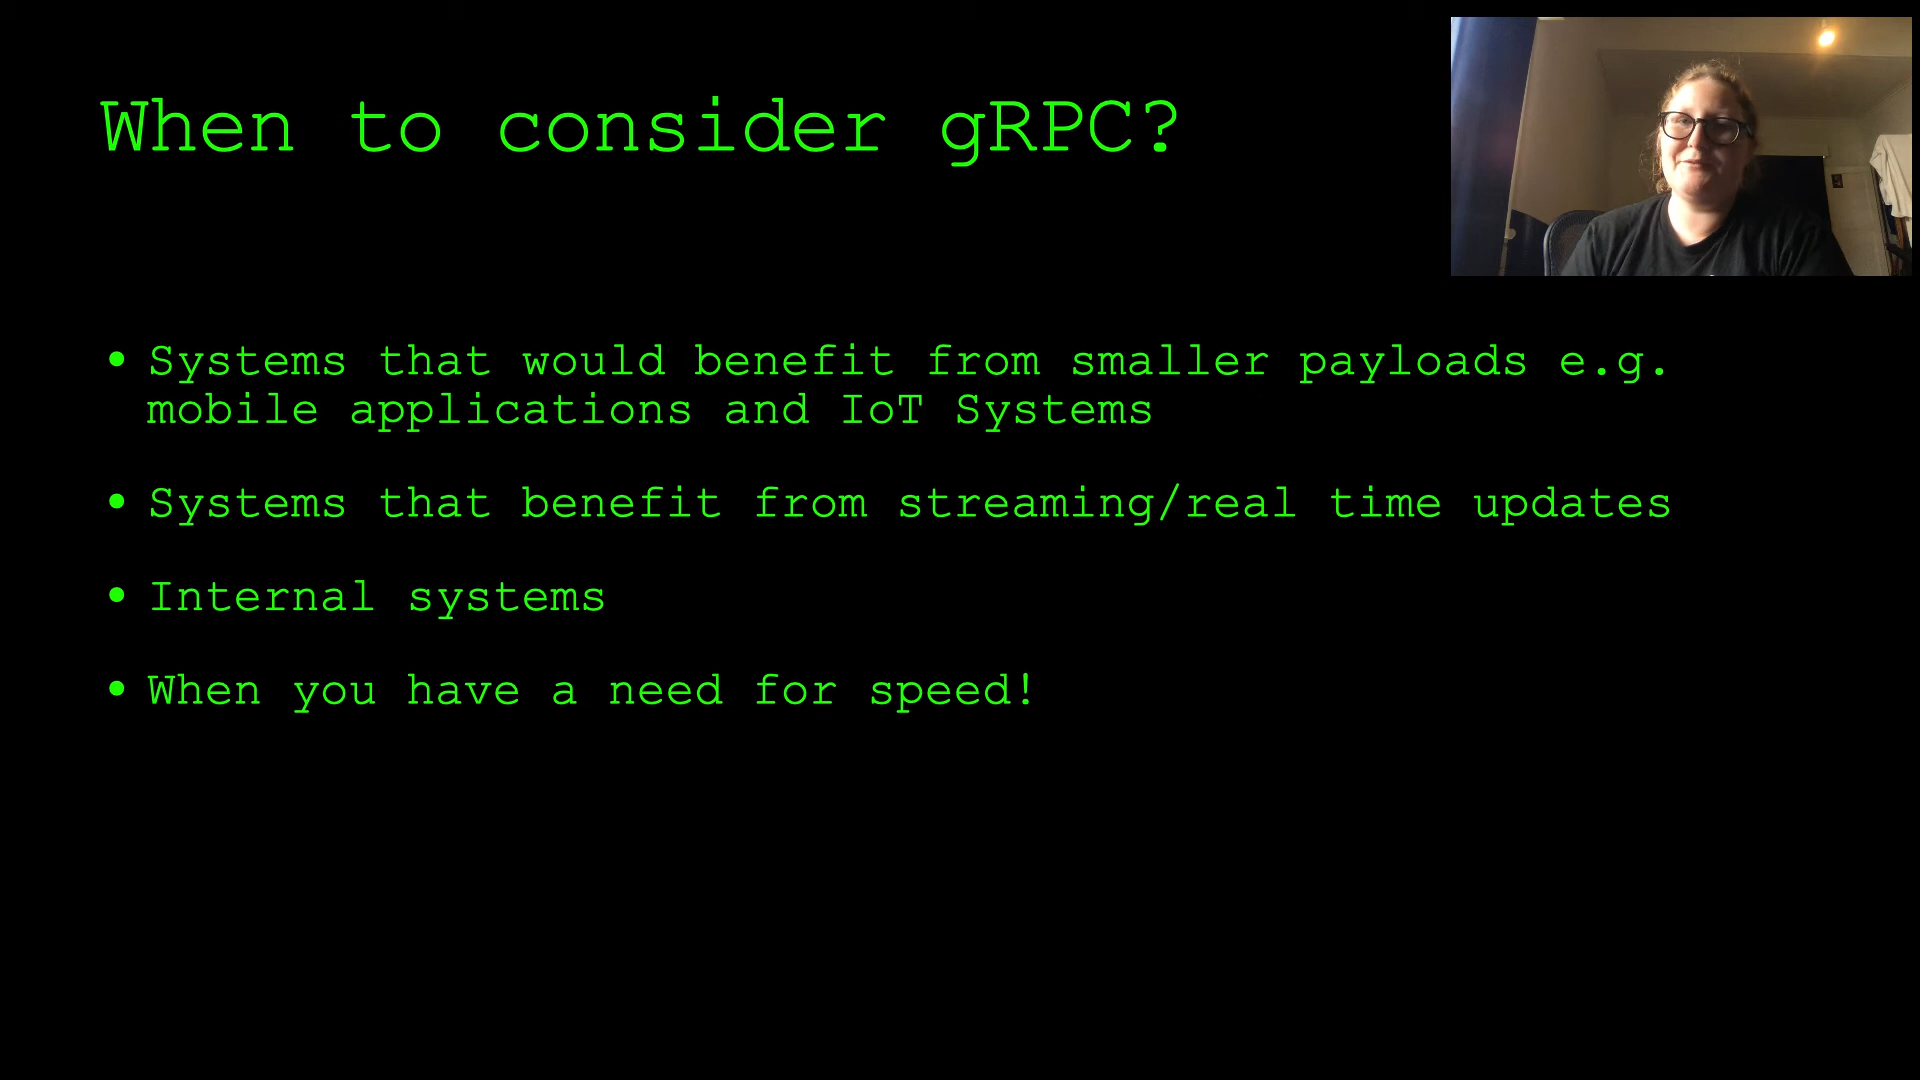 When to consider gRPC?
• Systems that would benefit from smaller payloads e.g.
mobile applications and IoT Systems
• Systems that benefit from streaming/real time updates
• Internal systems
• When you have a need for speed!